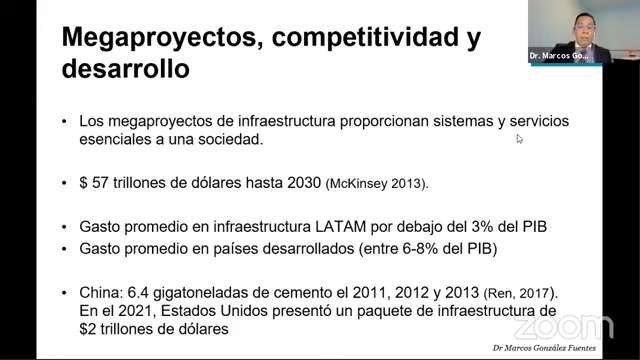 Megaproyectos, competitividad y
desarrollo
Dr. Marcos Go...
• Los megaproyectos de infraestructura proporcionan sistemas y servicios
esenciales a una sociedad.
• $ 57 trillones de dólares hasta 2030 (McKinsey 2013).
• Gasto promedio en infraestructura LATAM por debajo del 3% del PIB
• Gasto promedio en países desarrollados (entre 6-8% del PIB)
• China: 6.4 gigatoneladas de cemento el 2011, 2012 y 2013 (Ren, 2017).
En el 2021, Estados Unidos presentó un paquete de infraestructura de
$2 trillones de dólares
zoom
Dr Marcos González Fuentes